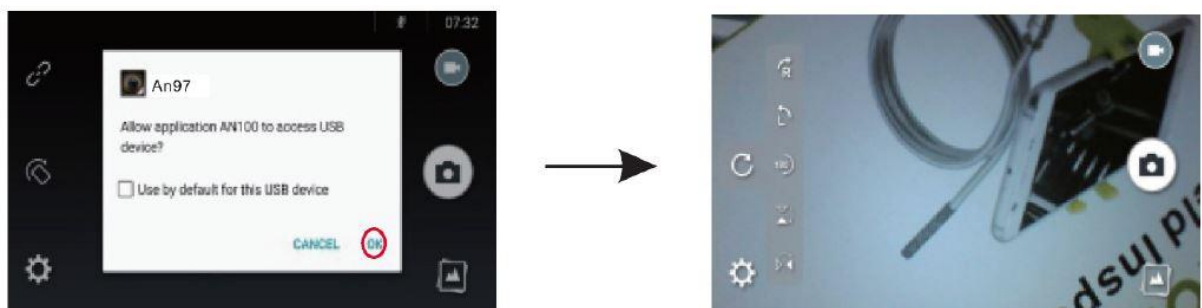 07:32
An97
Allow application AN100 to access USB
device?
Use by default for this USB device
CANCEL OK
R
180